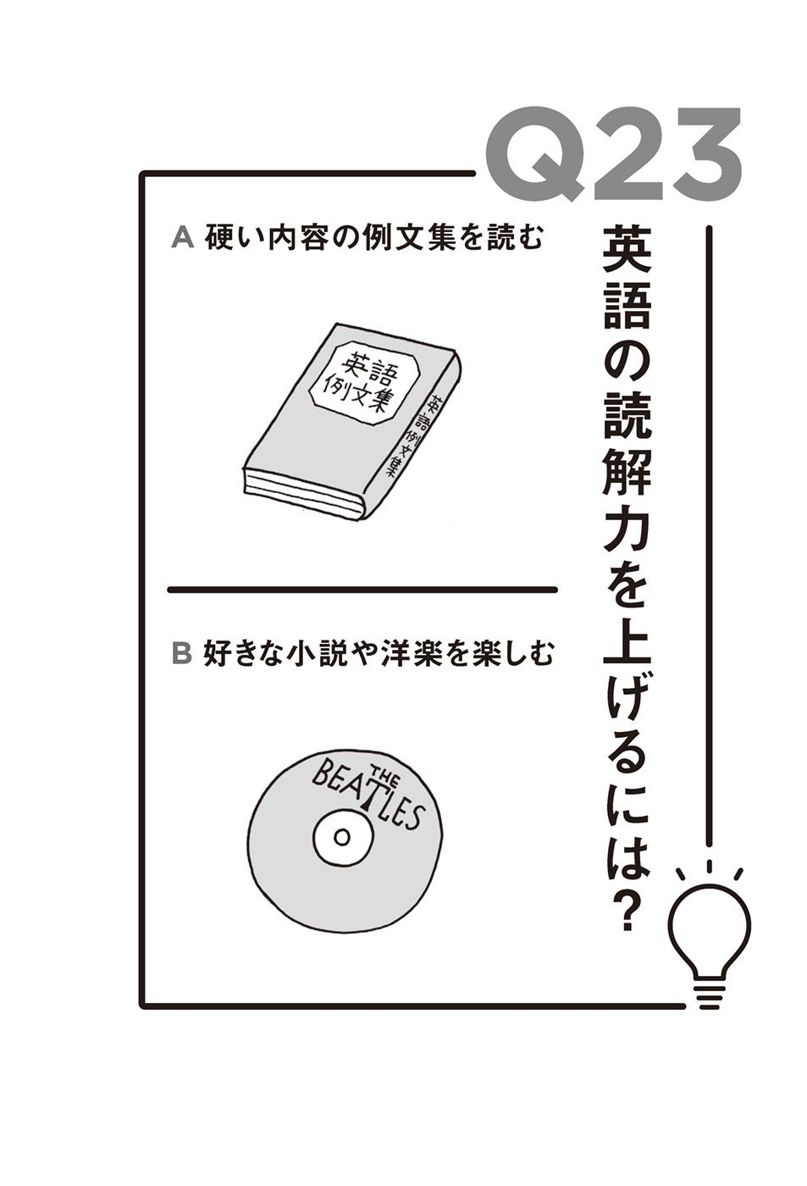 Q23
英語の読解力を上げるには？
A 硬い内容の例文集を読む
英語
例文集
英語例文集
B 好きな小説や洋楽を楽しむ
THE
BEATLES